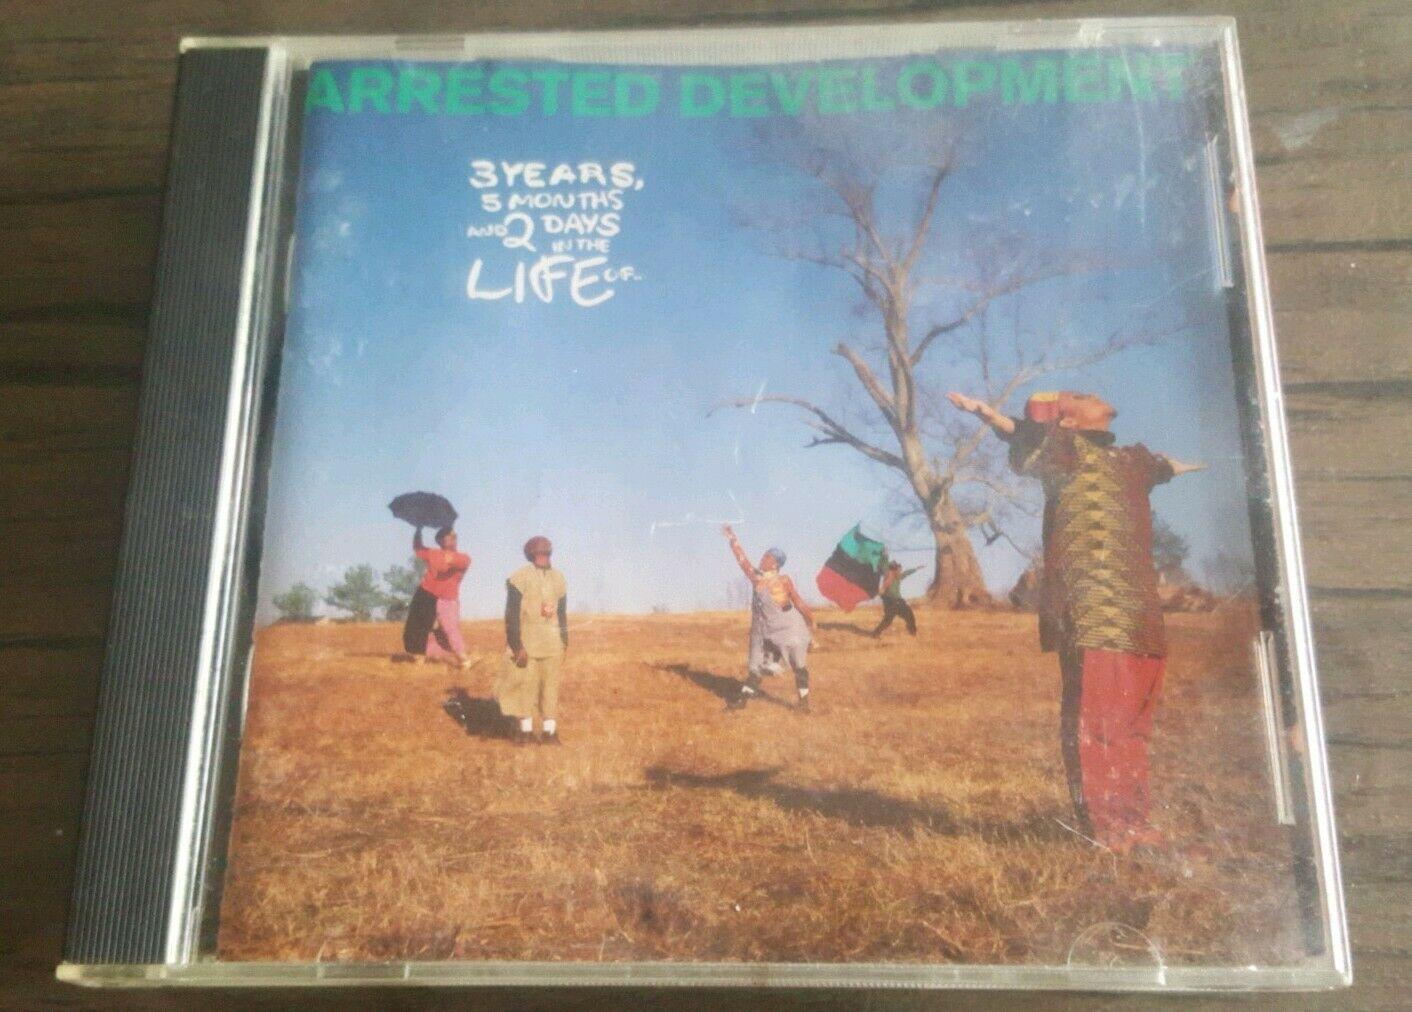 ARRESTED DEVELOPMENT
3 YEARS,
5 MONTHS
AND 2 DAYS
IN THE
LIFE OF..